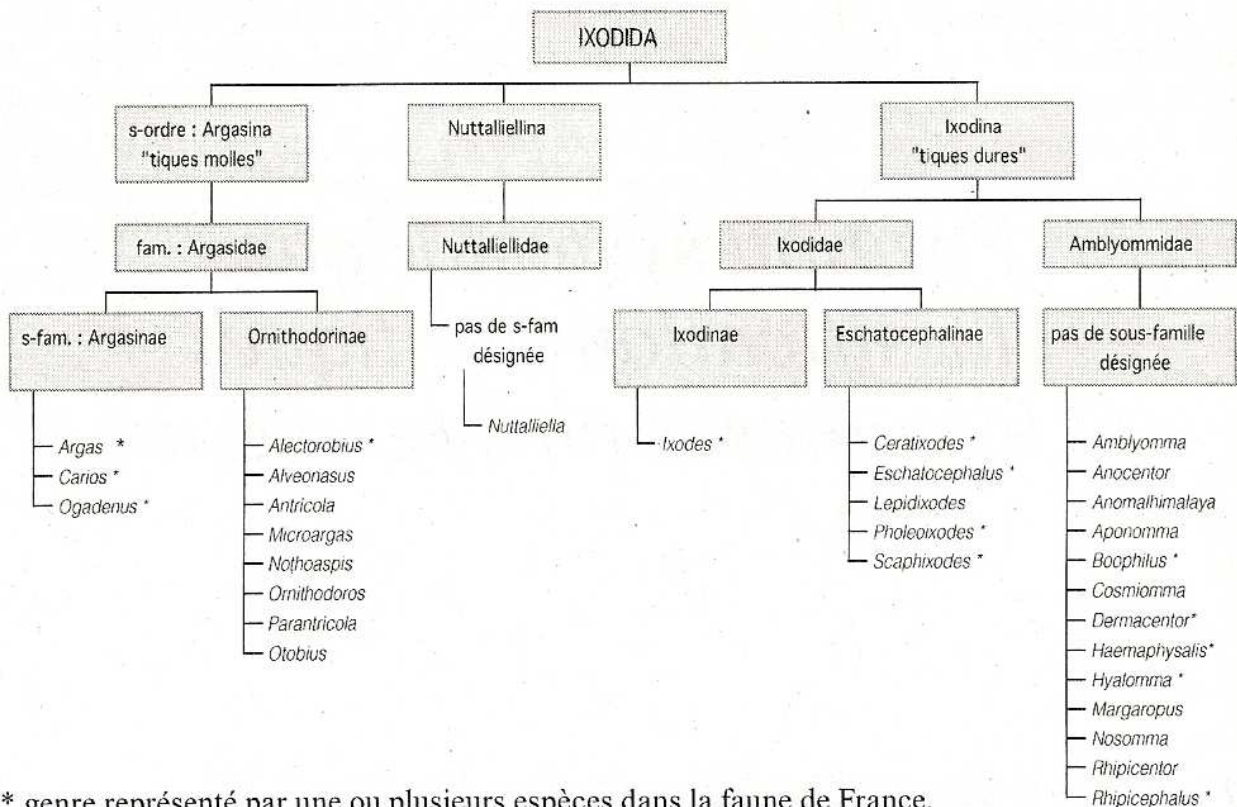 IXODIDA
s-ordre : Argasina
"tiques molles"
Nuttalliellina
Ixodina
"tiques dures"
fam. : Argasidae
Nuttalliellidae
Ixodidae
Amblyommidae
s-fam. : Argasinae
Ornithodorinae
pas de s-fam
désignée
Ixodinae
Eschatocephalinae
pas de sous-famille
désignée
Argas *
Carios *
Ogadenus *
Alectorobius *
Alveonasus
Antricola
Microargas
Nothoaspis
Ornithodoros
Parantricola
Otobius
Nuttalliella
Ixodes *
Ceratixodes *
Eschatocephalus *
Lepidixodes
Pholeoixodes *
Scaphixodes *
Amblyomma
Anocentor
Anomalhimalaya
Aponomma
Boophilus *
Cosmiomma
Dermacentor*
Haemaphysalis*
Hyalomma *
Margaropus
Nosomma
Rhipicentor
Rhipicephalus *
* genre représenté par une ou plusieurs espèces dans la faune de France.